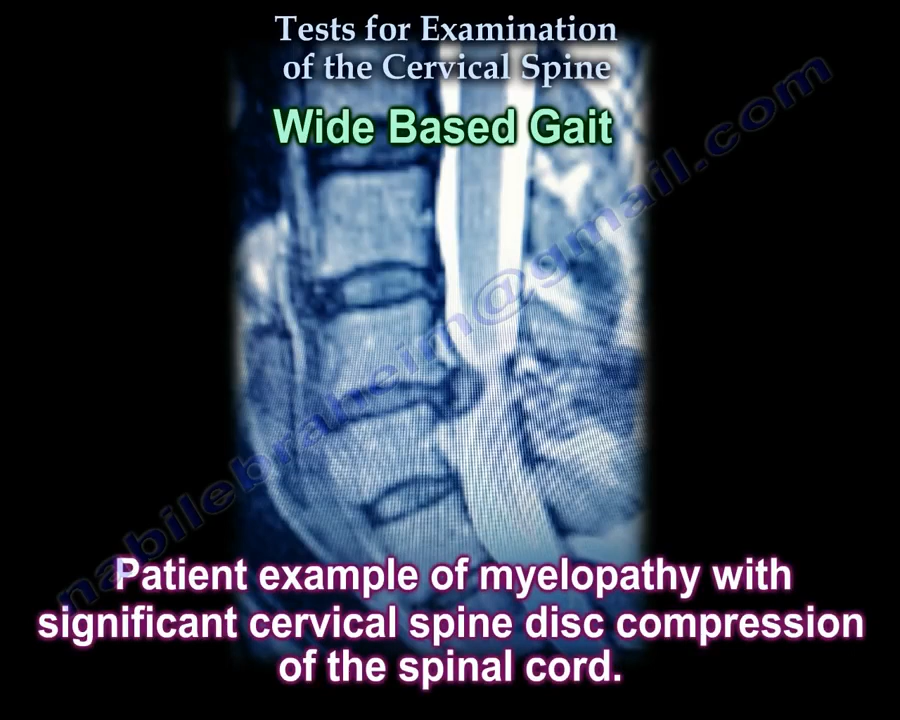 Tests for Examination
of the Cervical Spine
Wide Based Gait
nabilebraheim@gmail.com
Patient example of myelopathy with
significant cervical spine disc compression
of the spinal cord.